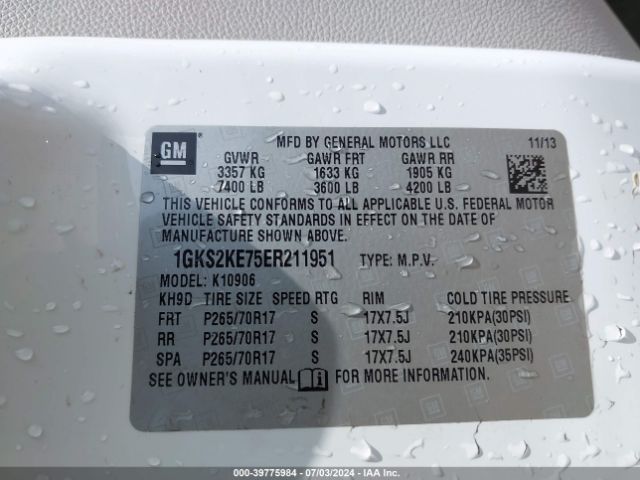 GM
MFD BY GENERAL MOTORS LLC 11/13
GVWR GAWR FRT GAWR RR
3357 KG 1633 KG 1905 KG
7400 LB 3600 LB 4200 LB
THIS VEHICLE CONFORMS TO ALL APPLICABLE U.S. FEDERAL MOTOR
VEHICLE SAFETY STANDARDS IN EFFECT ON THE DATE OF
MANUFACTURE SHOWN ABOVE.
1GKS2KE75ER211951 TYPE: M.P.V.
MODEL: K10906
KH9D TIRE SIZE SPEED RTG RIM COLD TIRE PRESSURE
FRT P265/70R17 S 17X7.5J 210KPA(30PSI)
RR P265/70R17 S 17X7.5J 210KPA(30PSI)
SPA P265/70R17 S 17X7.5J 240KPA(35PSI)
SEE OWNER'S MANUAL FOR MORE INFORMATION.
000-39775984 - 07/03/2024 - IAA Inc.